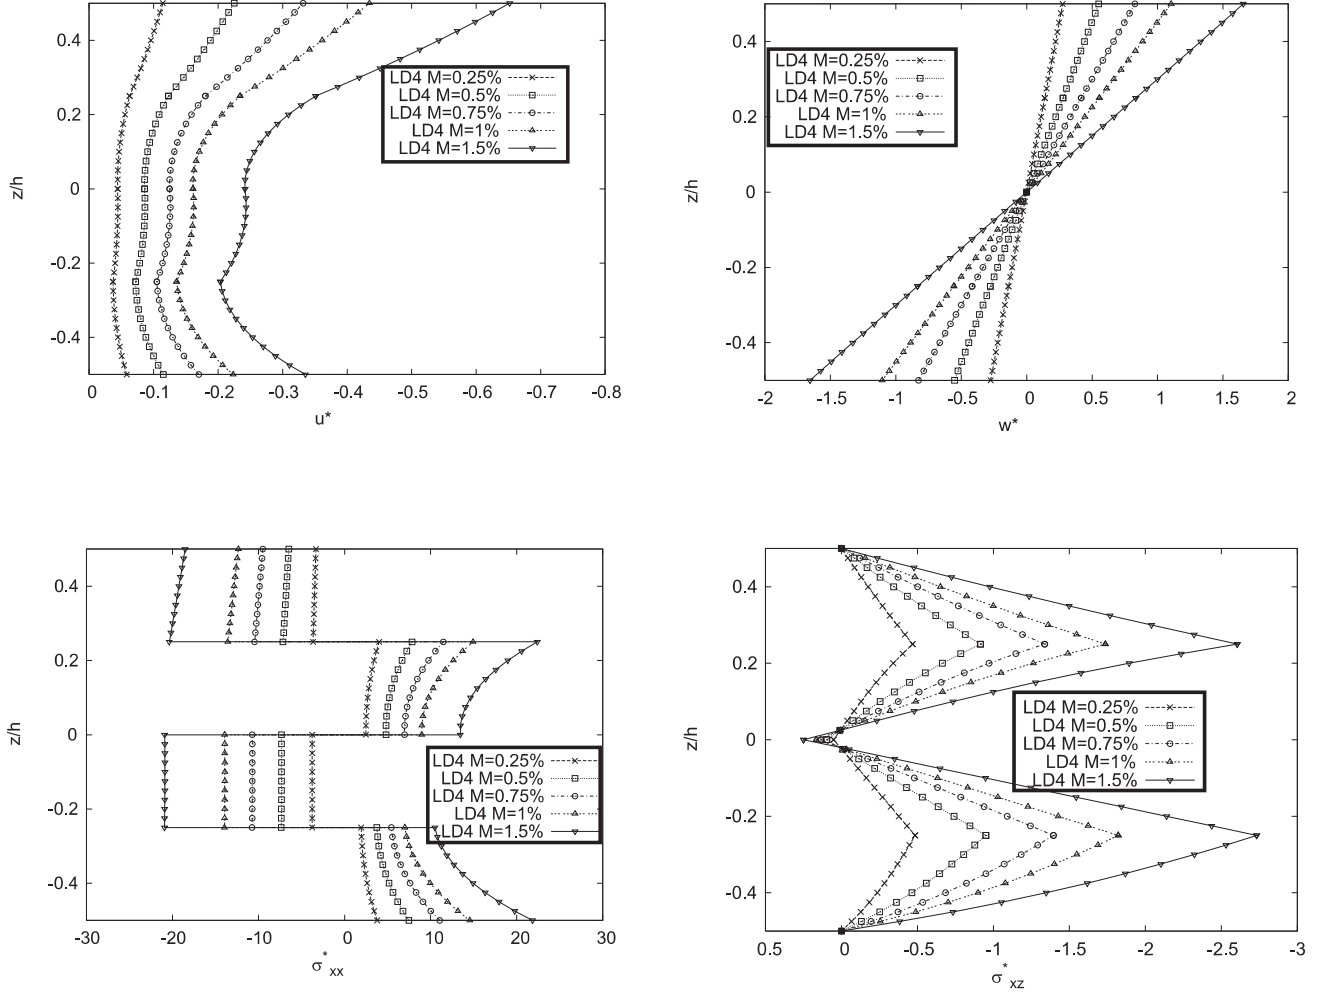 0.4
0.2
0
-0.2
-0.4
z/h
0
-0.1
-0.2
-0.3
-0.4
-0.5
-0.6
-0.7
-0.8
u*
LD4 M=0.25%
LD4 M=0.5%
LD4 M=0.75%
LD4 M=1%
LD4 M=1.5%
0.4
0.2
0
-0.2
-0.4
z/h
-2
-1.5
-1
-0.5
0
0.5
1
1.5
2
w*
LD4 M=0.25%
LD4 M=0.5%
LD4 M=0.75%
LD4 M=1%
LD4 M=1.5%
0.4
0.2
0
-0.2
-0.4
z/h
-30
-20
-10
0
10
20
30
σ*xx
LD4 M=0.25%
LD4 M=0.5%
LD4 M=0.75%
LD4 M=1%
LD4 M=1.5%
0.4
0.2
0
-0.2
-0.4
z/h
0.5
0
-0.5
-1
-1.5
-2
-2.5
-3
σ*xz
LD4 M=0.25%
LD4 M=0.5%
LD4 M=0.75%
LD4 M=1%
LD4 M=1.5%